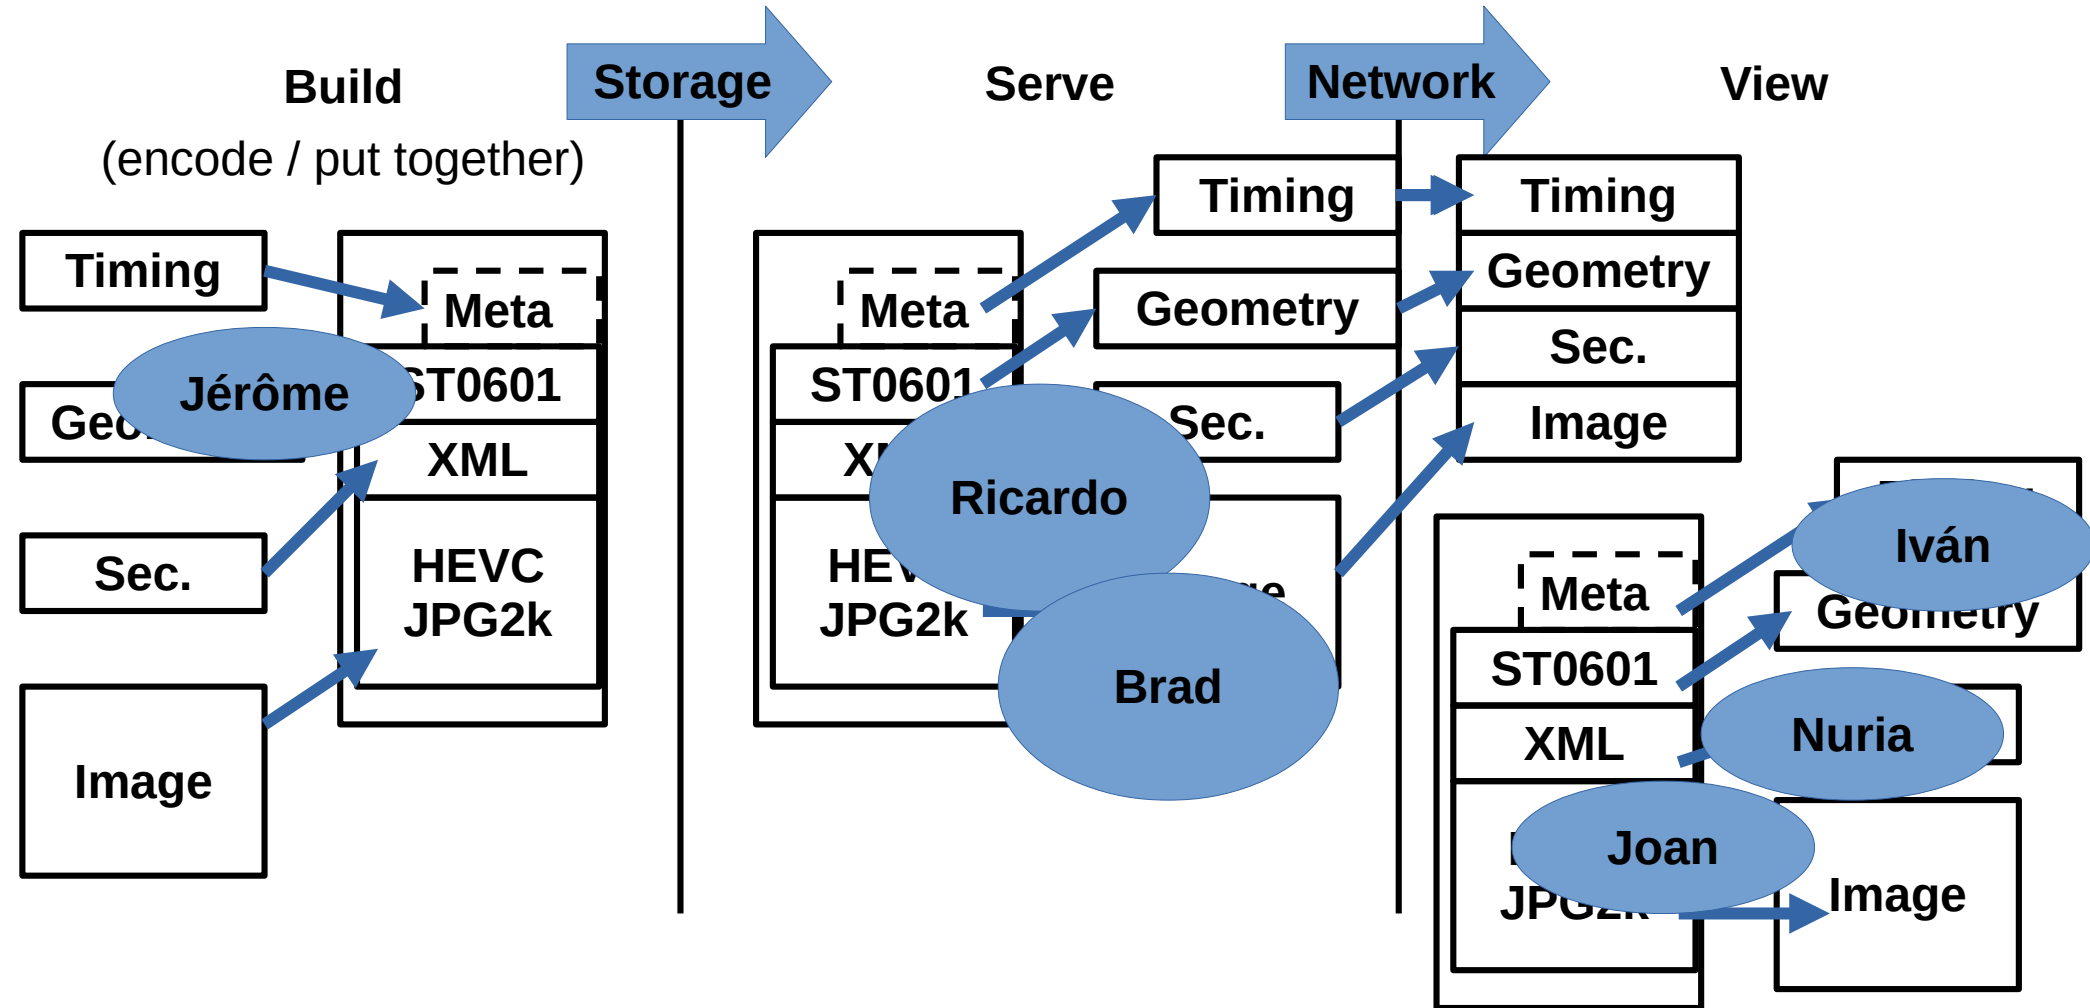 Build
(encode / put together)
Timing
Sec.
Image
Jérôme
Meta
ST0601
XML
HEVC
JPG2k
Storage
Serve
Meta
ST0601
JPG2k
Timing
Geometry
Sec.
Ricardo
Brad
Network
View
Timing
Geometry
Sec.
Image
Meta
ST0601
XML
JPG2k
Iván
Geometry
Nuria
Joan
Image